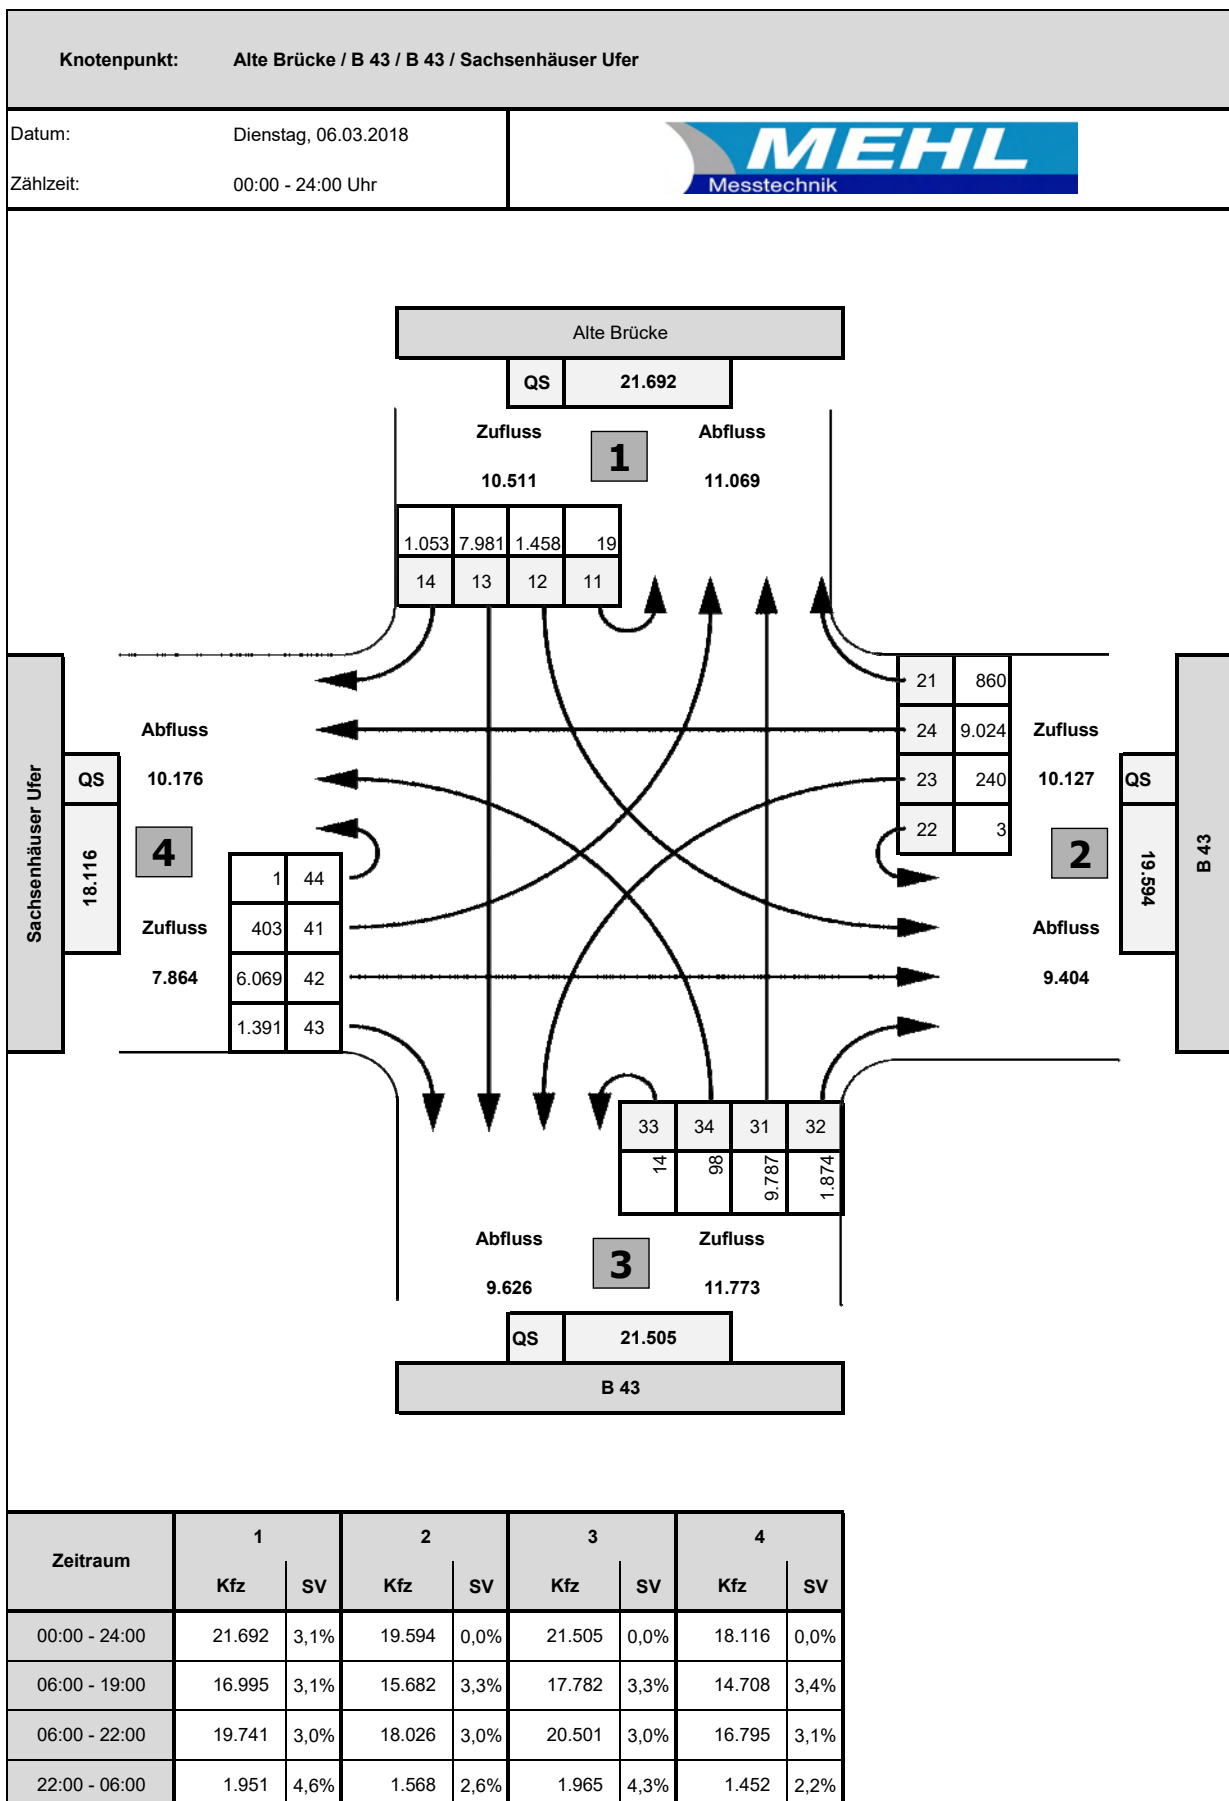 Knotenpunkt: Alte Brücke / B 43 / B 43 / Sachsenhäuser Ufer
Datum: Dienstag, 06.03.2018
Zählzeit: 00:00 - 24:00 Uhr
MEHL
Messtechnik
Alte Brücke
QS 21.692
Zufluss 1 Abfluss
10.511 11.069
1.053 7.981 1.458 19
14 13 12 11
21 860
24 9.024
23 240
22 3
Zufluss
10.127
QS
19.594
2
Abfluss
9.404
B 43
Sachsenhäuser Ufer
QS
18.116
Abfluss
10.176
4
Zufluss
7.864
1 44
403 41
6.069 42
1.391 43
33 34 31 32
14 98 9.787 1.874
Abfluss 3 Zufluss
9.626 11.773
QS 21.505
B 43
Zeitraum 1 2 3 4
Kfz SV Kfz SV Kfz SV Kfz SV
00:00 - 24:00 21.692 3,1% 19.594 0,0% 21.505 0,0% 18.116 0,0%
06:00 - 19:00 16.995 3,1% 15.682 3,3% 17.782 3,3% 14.708 3,4%
06:00 - 22:00 19.741 3,0% 18.026 3,0% 20.501 3,0% 16.795 3,1%
22:00 - 06:00 1.951 4,6% 1.568 2,6% 1.965 4,3% 1.452 2,2%